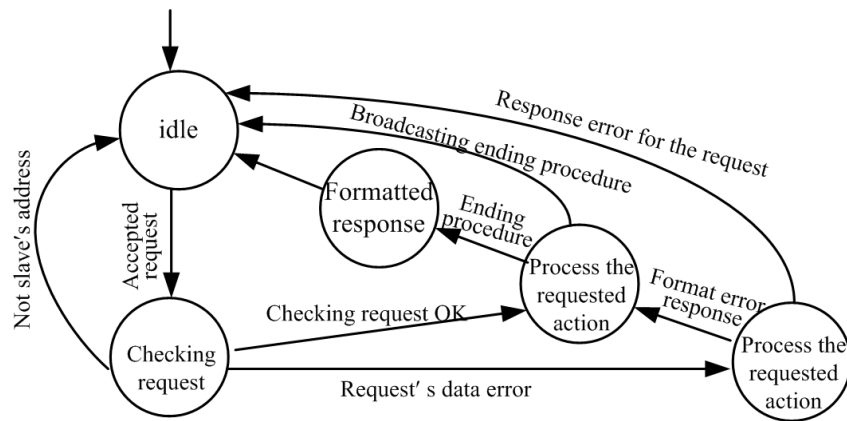 idle
Response error for the request
Broadcasting ending procedure
Not slave's address
Accepted
request
Formatted
response
Ending
procedure
Process the
requested
action
Format error
response
Checking request OK
Checking
request
Process the
requested
action
Request' s data error